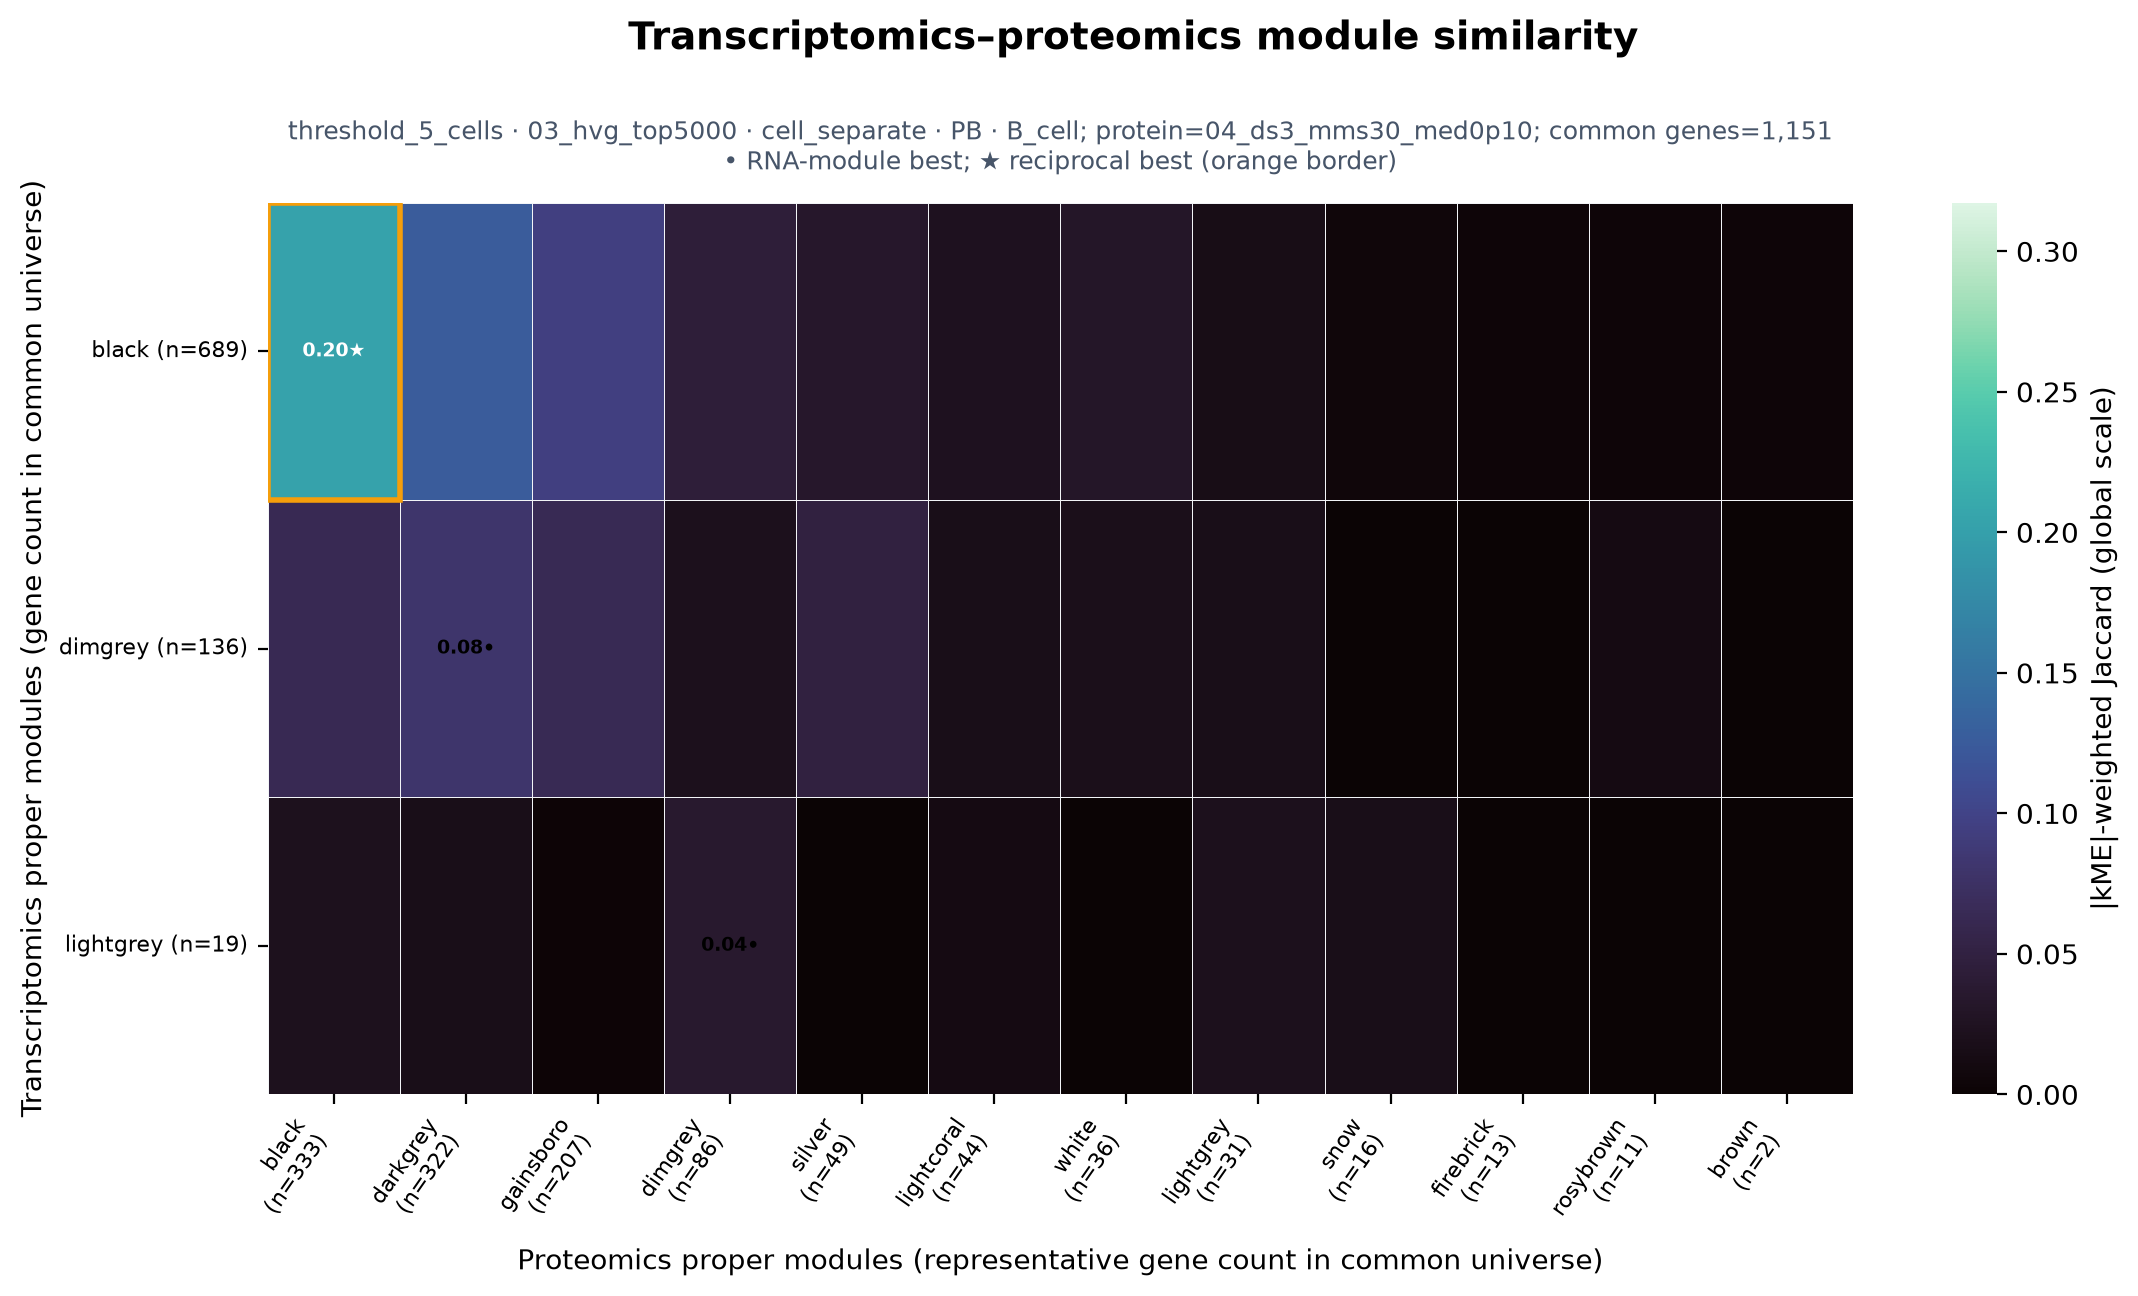 Transcriptomics–proteomics module similarity
threshold_5_cells · 03_hvg_top5000 · cell_separate · PB · B_cell; protein=04_ds3_mms30_med0p10; common genes=1,151
• RNA-module best; ★ reciprocal best (orange border)
Transcriptomics proper modules (gene count in common universe)
black (n=689)
dimgrey (n=136)
lightgrey (n=19)
0.20★
0.08•
0.04•
black
(n=333)
darkgrey
(n=322)
gainsboro
(n=207)
dimgrey
(n=86)
silver
(n=49)
lightcoral
(n=44)
white
(n=36)
lightgrey
(n=31)
snow
(n=16)
firebrick
(n=13)
rosybrown
(n=11)
brown
(n=2)
Proteomics proper modules (representative gene count in common universe)
0.30
0.25
0.20
0.15
0.10
0.05
0.00
|kME|-weighted Jaccard (global scale)